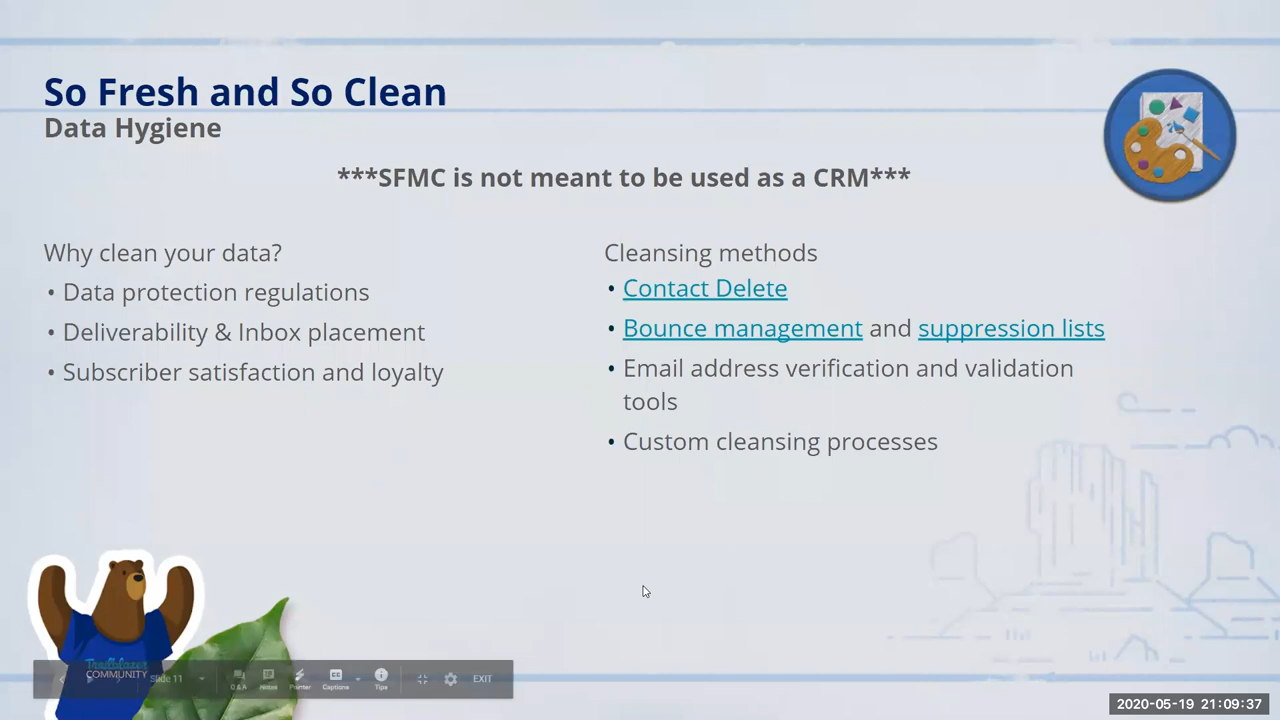 So Fresh and So Clean
Data Hygiene
***SFMC is not meant to be used as a CRM***
Why clean your data?
• Data protection regulations
• Deliverability & Inbox placement
• Subscriber satisfaction and loyalty
Cleansing methods
• Contact Delete
• Bounce management and suppression lists
• Email address verification and validation
tools
• Custom cleansing processes
Trailblazer
COMMUNITY
Slide 11
Q&A
Notes
Pointer
Captions
Tips
EXIT
2020-05-19 21:09:37